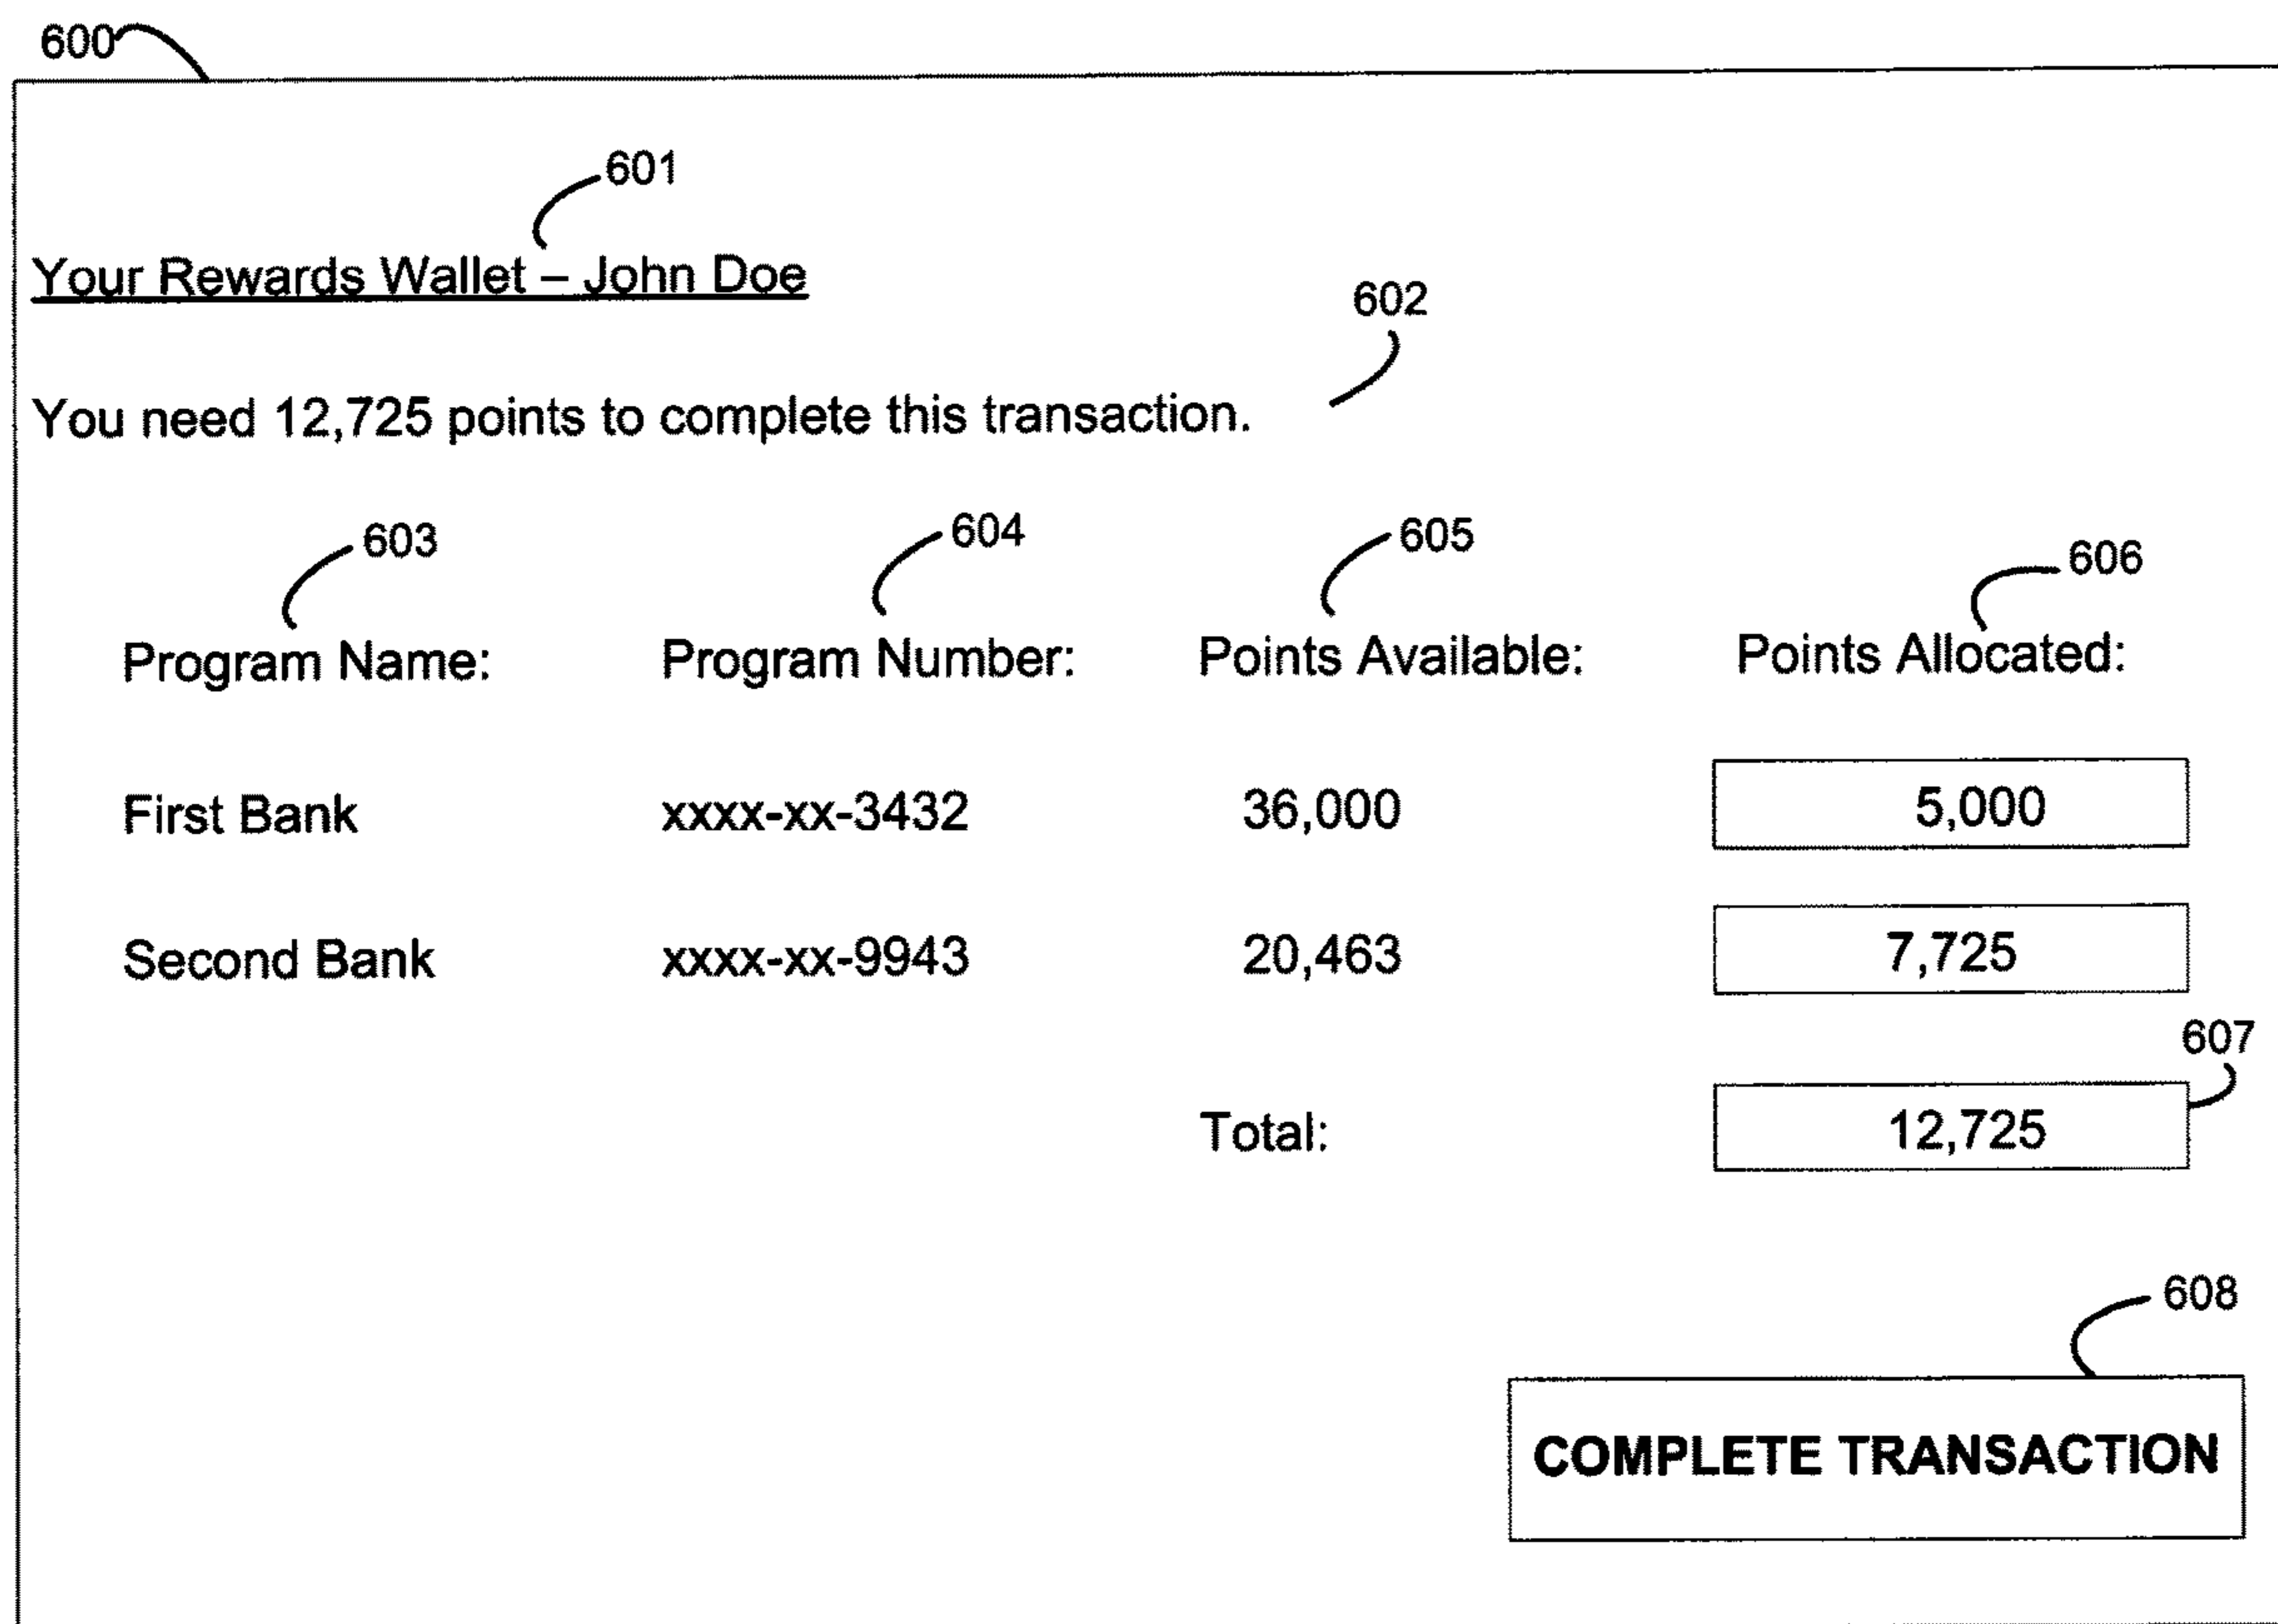 600
601
Your Rewards Wallet – John Doe
602
You need 12,725 points to complete this transaction.
603 604 605 606
Program Name: Program Number: Points Available: Points Allocated:
First Bank xxxx-xx-3432 36,000 5,000
Second Bank xxxx-xx-9943 20,463 7,725
607
Total: 12,725
608
COMPLETE TRANSACTION